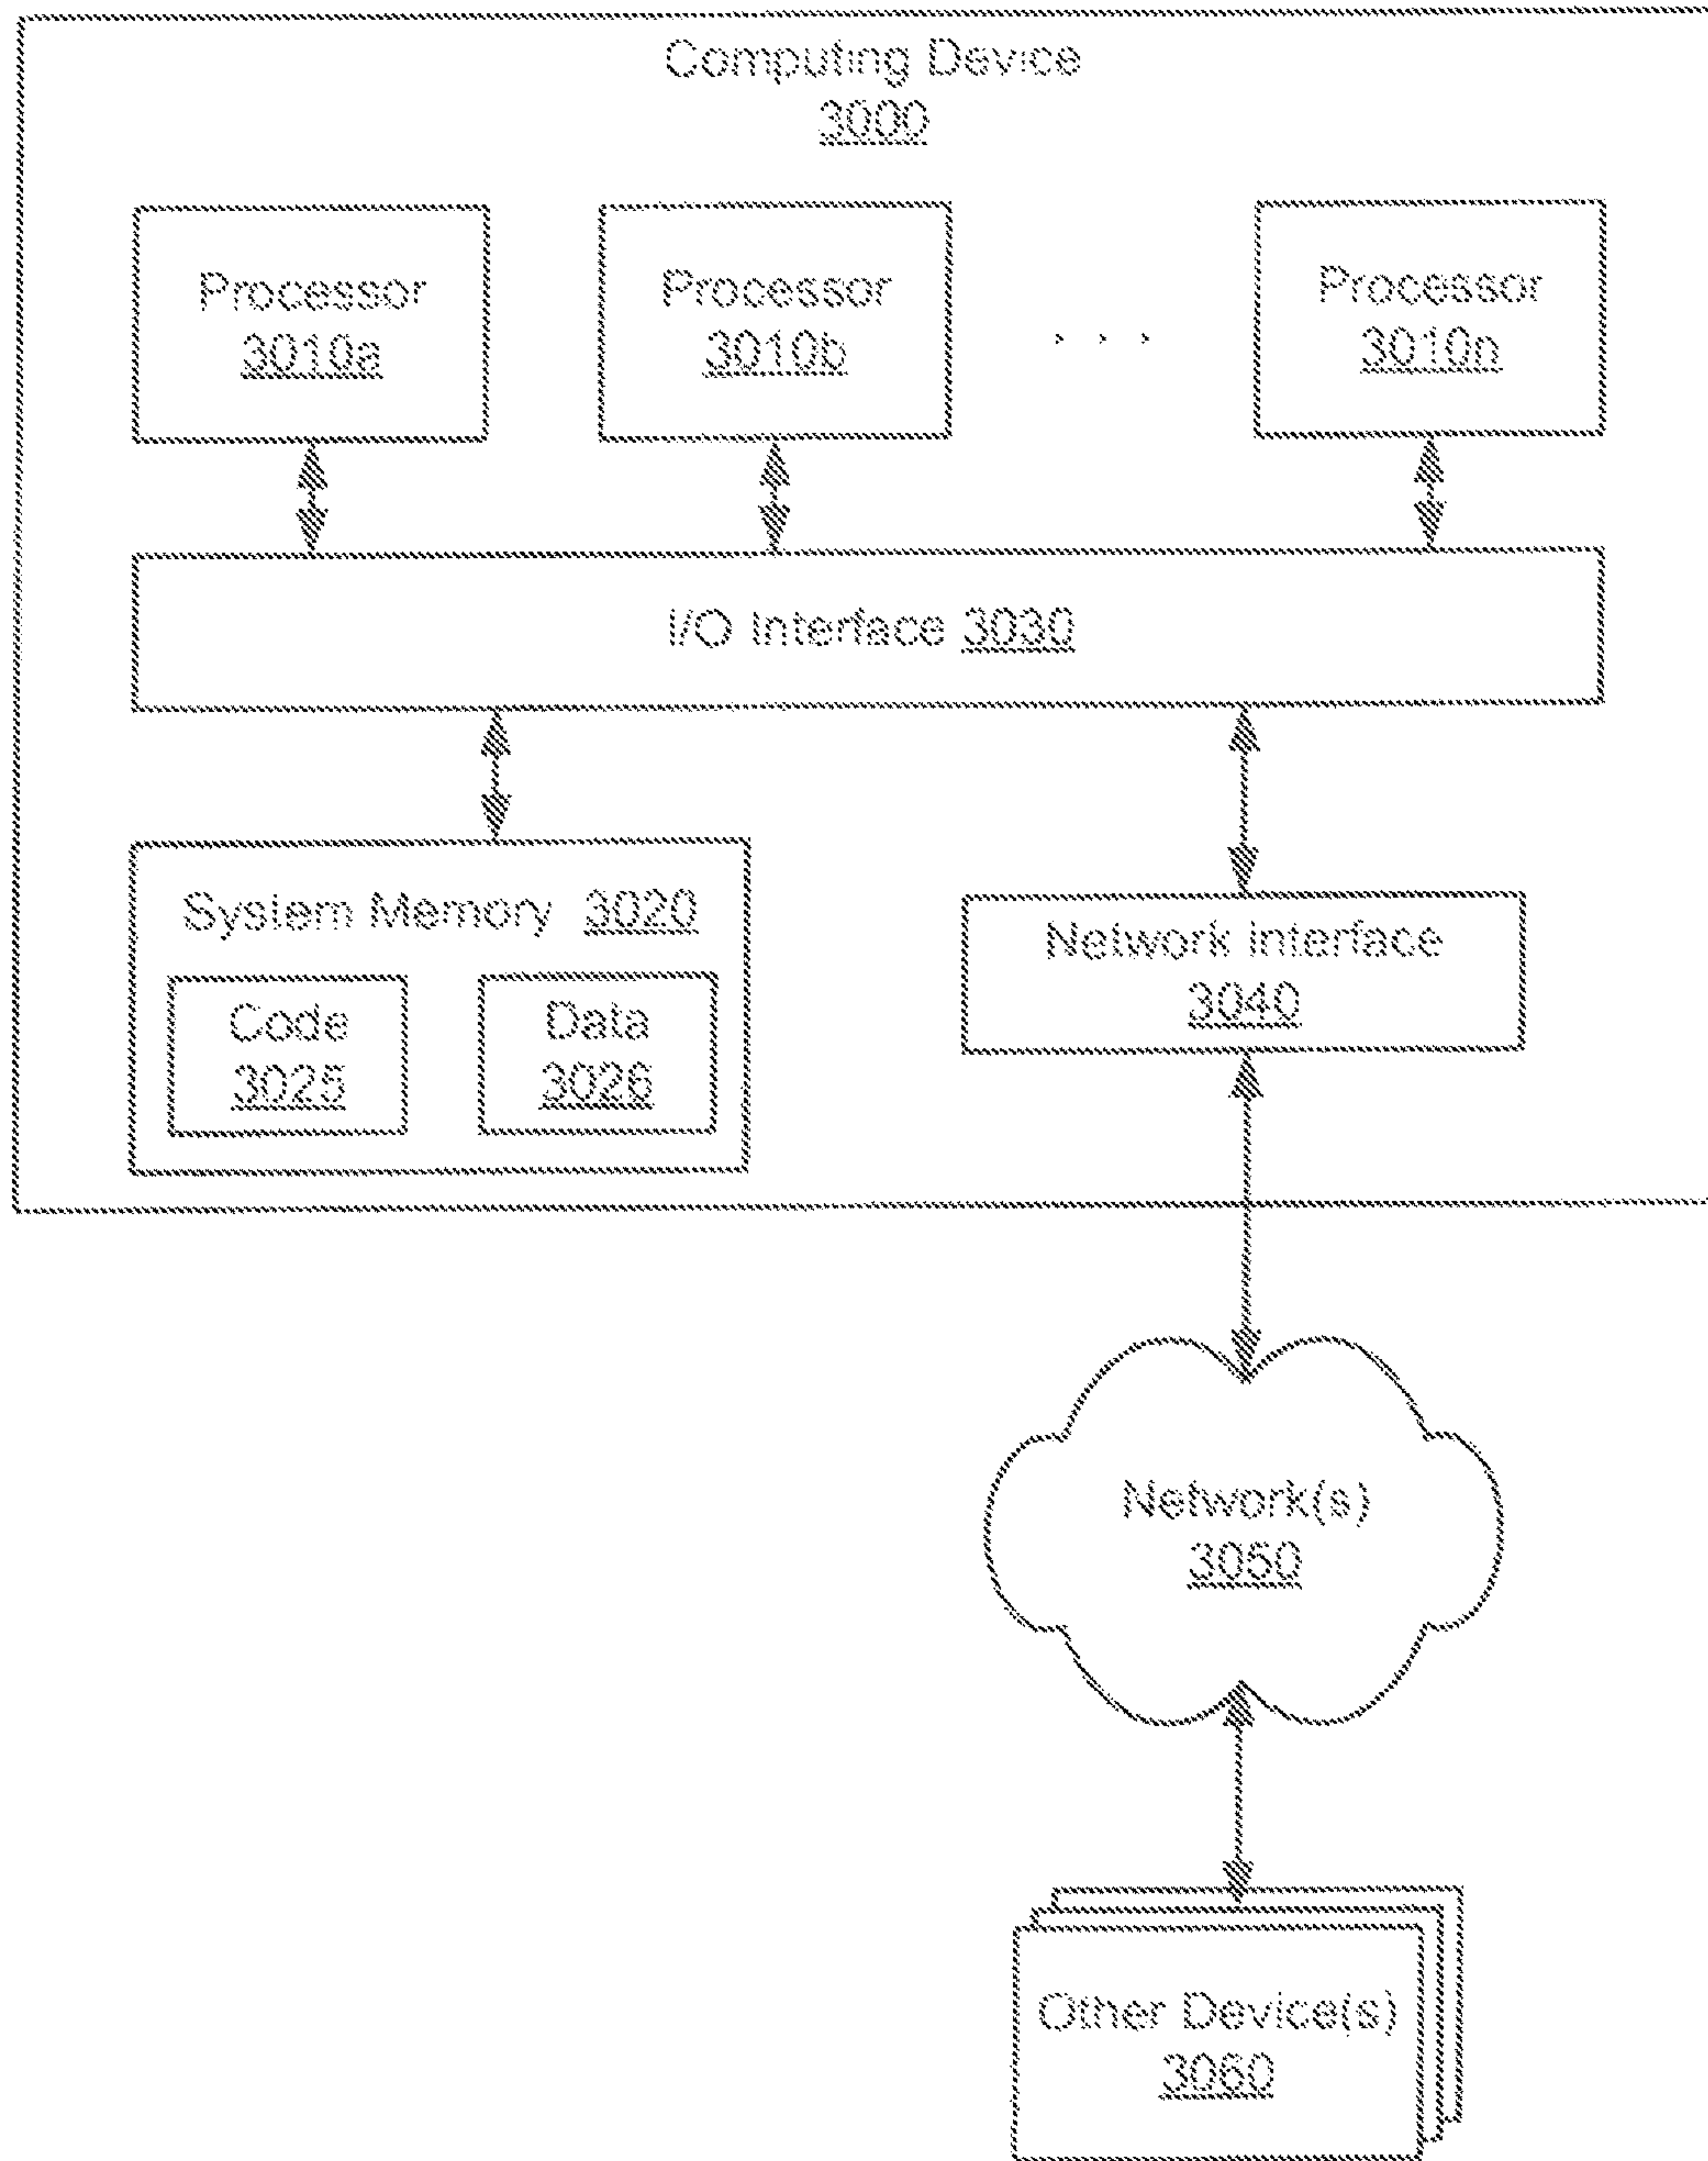 Computing Device
3000
Processor
3010a
Processor
3010b
. . .
Processor
3010n
I/O Interface 3030
System Memory 3020
Code
3025
Data
3026
Network Interface
3040
Network(s)
3050
Other Device(s)
3060